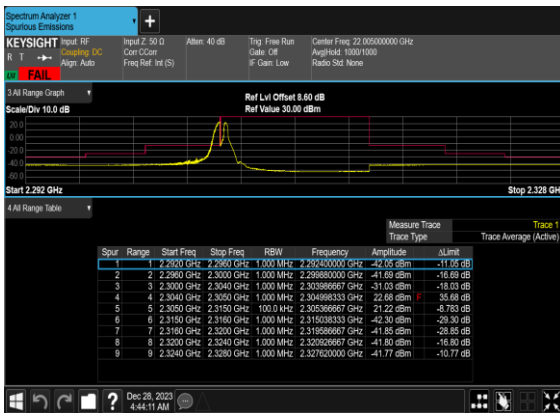 Spectrum Analyzer 1
Spurious Emissions
KEYSIGHT Input: RF Input Z: 50 Ω Atten: 40 dB Trig: Free Run Center Freq: 22.005000000 GHz
R T Coupling: DC Corr CCorr Gate: Off Avg|Hold: 1000/1000
Align: Auto Freq Ref: Int (S) IF Gain: Low Radio Std: None
FAIL
3 All Range Graph
Ref Lvl Offset 8.60 dB
Scale/Div 10.0 dB Ref Value 30.00 dBm
20.0
0.00
-20.0
-40.0
-60.0
Start 2.292 GHz Stop 2.328 GH
4 All Range Table
Measure Trace Trace 1
Trace Type Trace Average (Active)
Spur Range Start Freq Stop Freq RBW Frequency Amplitude ΔLimit
1 1 2.2920 GHz 2.2960 GHz 1.000 MHz 2.292400000 GHz -42.05 dBm -11.05 dB
2 2 2.2960 GHz 2.3000 GHz 1.000 MHz 2.299880000 GHz -41.69 dBm -16.69 dB
3 3 2.3000 GHz 2.3040 GHz 1.000 MHz 2.303986667 GHz -31.03 dBm -18.03 dB
4 4 2.3040 GHz 2.3050 GHz 1.000 MHz 2.304998333 GHz 22.68 dBm F 35.68 dB
5 5 2.3050 GHz 2.3150 GHz 100.0 kHz 2.305366667 GHz 21.22 dBm -8.783 dB
6 6 2.3150 GHz 2.3160 GHz 1.000 MHz 2.315038333 GHz -42.30 dBm -29.30 dB
7 7 2.3160 GHz 2.3200 GHz 1.000 MHz 2.319586667 GHz -41.85 dBm -28.85 dB
8 8 2.3200 GHz 2.3240 GHz 1.000 MHz 2.320926667 GHz -41.80 dBm -16.80 dB
9 9 2.3240 GHz 2.3280 GHz 1.000 MHz 2.327620000 GHz -41.77 dBm -10.77 dB
Dec 28, 2023
4:44:11 AM